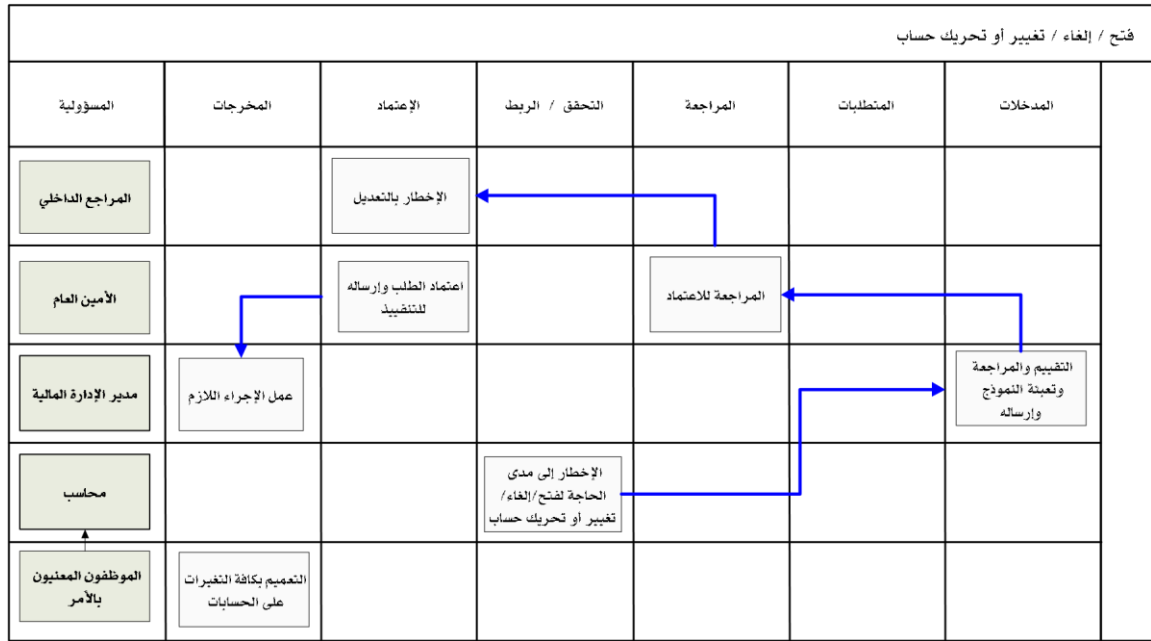 فتح / إلغاء / تغيير أو تحريك حساب
المدخلات
المتطلبات
المراجعة
التحقق / الربط
الإعتماد
المخرجات
المسؤولية
الإخطار بالتعديل
المراجع الداخلي
المراجعة للاعتماد
اعتماد الطلب وإرساله
للتنفييذ
الأمين العام
التقييم والمراجعة
وتعبئة النموذج
وإرساله
عمل الإجراء اللازم
مدير الإدارة المالية
الإخطار إلى مدى
الحاجة لفتح/إلغاء/
تغيير أو تحريك حساب
محاسب
التعميم بكافة التغيرات
على الحسابات
الموظفون المعنيون
بالأمر